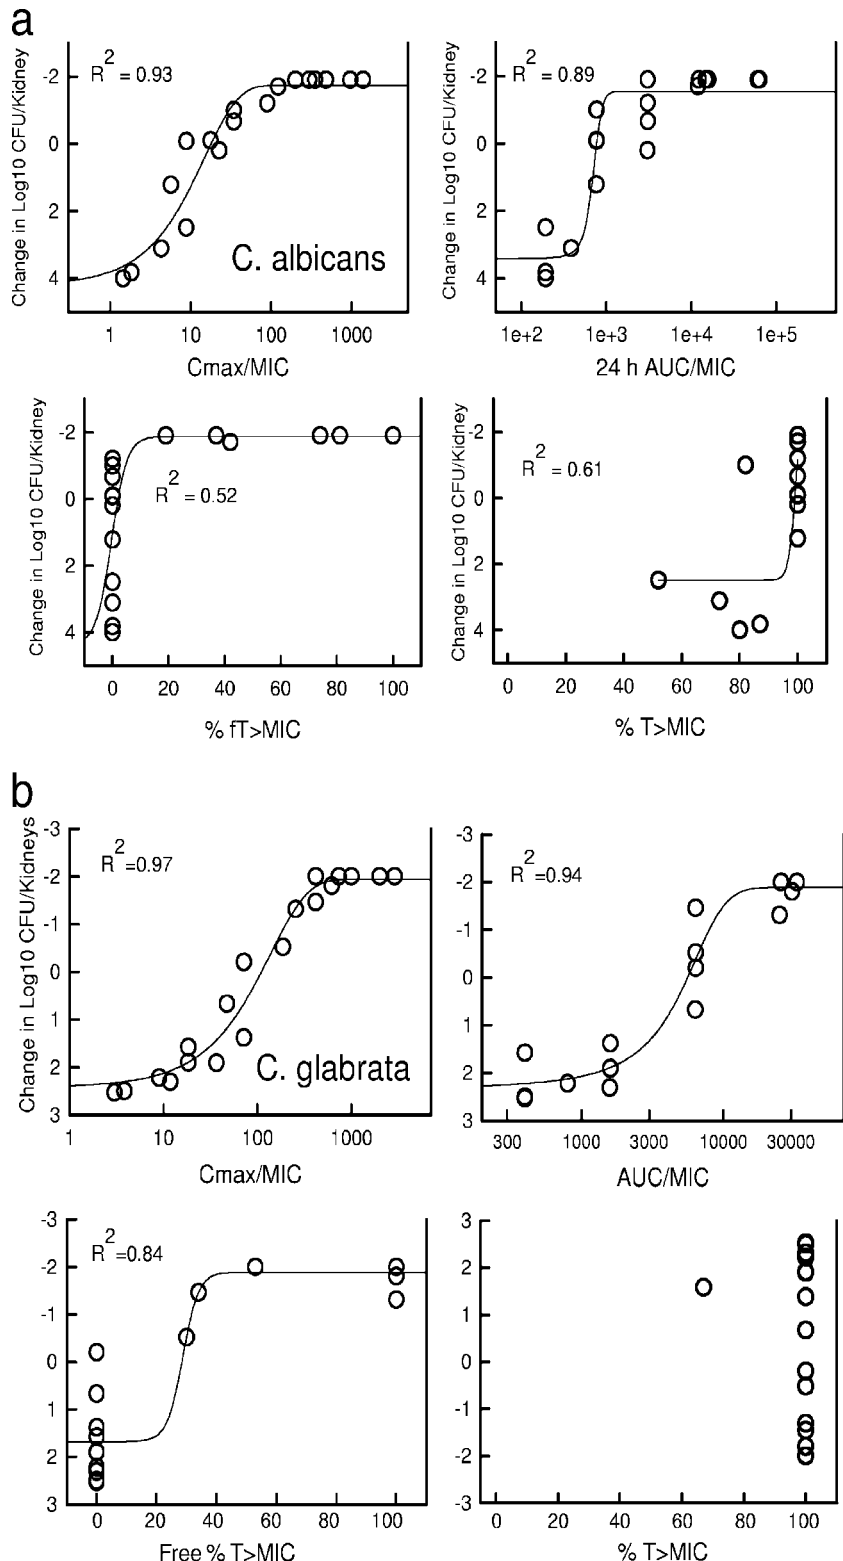 a
Change in Log10 CFU/Kidney
-2
0
2
4
R2 = 0.93
C. albicans
1
10
100
1000
Cmax/MIC
Change in Log10 CFU/Kidney
-2
0
2
4
R2 = 0.89
1e+2
1e+3
1e+4
1e+5
24 h AUC/MIC
Change in Log10 CFU/Kidney
-2
0
2
4
R2 = 0.52
0
20
40
60
80
100
% fT>MIC
Change in Log10 CFU/Kidney
-2
0
2
4
R2 = 0.61
0
20
40
60
80
100
% T>MIC
b
Change in Log10 CFU/Kidneys
-3
-2
-1
0
1
2
3
R2=0.97
C. glabrata
1
10
100
1000
Cmax/MIC
-3
-2
-1
0
1
2
3
R2=0.94
300
1000
3000
10000
30000
AUC/MIC
-3
-2
-1
0
1
2
3
R2=0.84
0
20
40
60
80
100
Free % T>MIC
3
2
1
0
-1
-2
-3
0
20
40
60
80
100
% T>MIC